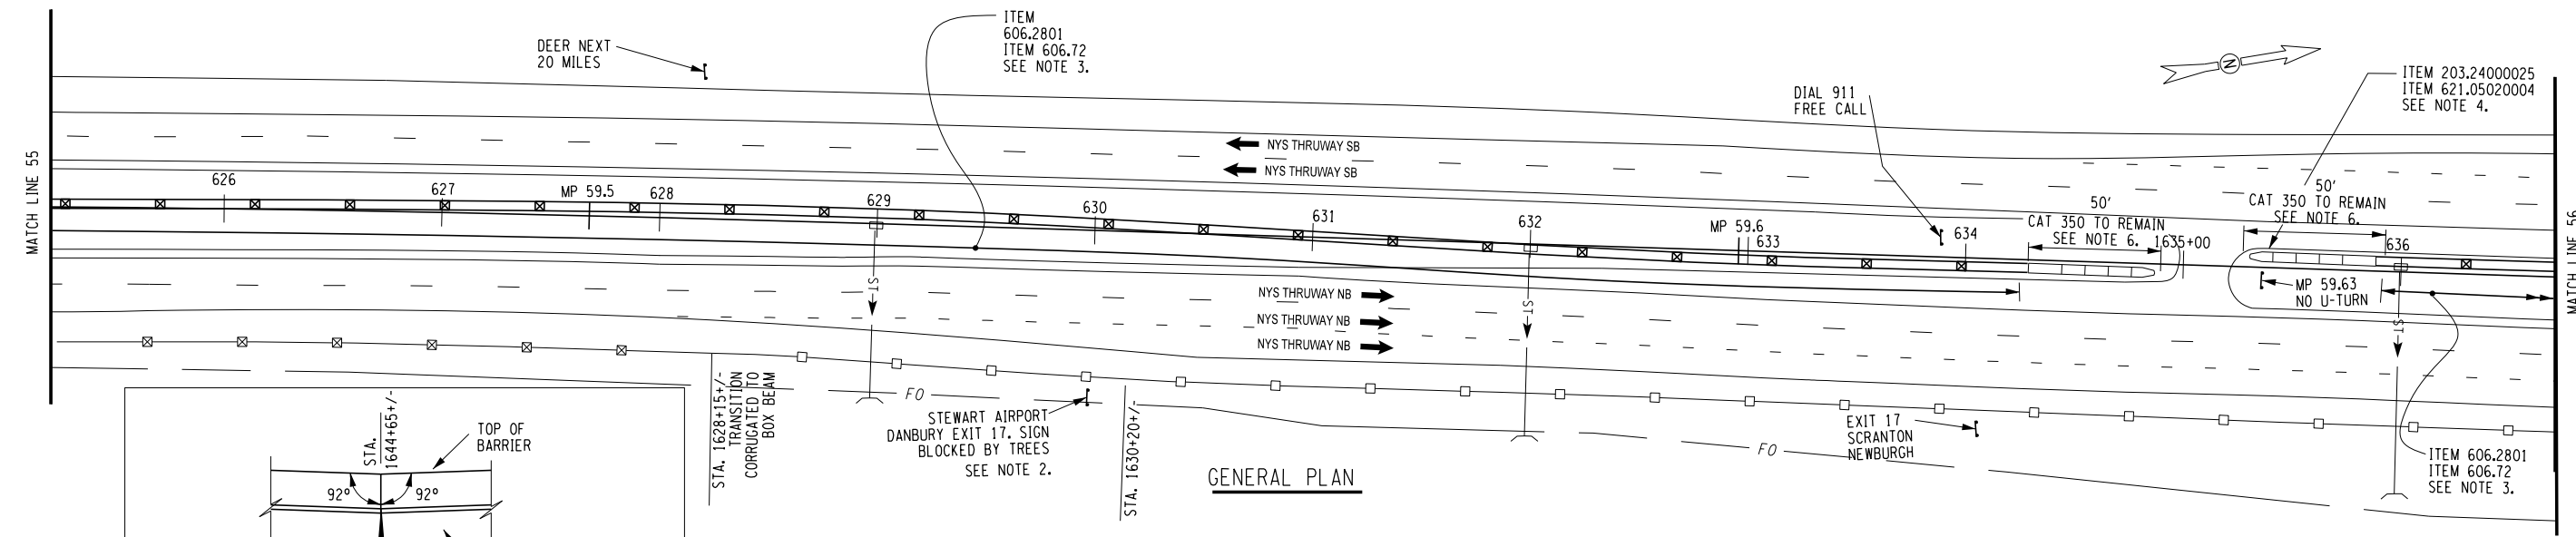 MATCH LINE 55
DEER NEXT
20 MILES
ITEM
606.2801
ITEM 606.72
SEE NOTE 3.
DIAL 911
FREE CALL
N
ITEM 203.24000025
ITEM 621.05020004
SEE NOTE 4.
NYS THRUWAY SB
NYS THRUWAY SB
626
627
MP 59.5
628
629
630
631
632
MP 59.6
633
634
50'
CAT 350 TO REMAIN
SEE NOTE 6.
1635+00
50'
CAT 350 TO REMAIN
SEE NOTE 6.
636
MATCH LINE 56
MP 59.63
NO U-TURN
NYS THRUWAY NB
NYS THRUWAY NB
NYS THRUWAY NB
ST
ST
ST
STA. 1628+15+/-
TRANSITION
CORRUGATED TO
BOX BEAM
FO
STEWART AIRPORT
DANBURY EXIT 17. SIGN
BLOCKED BY TREES
SEE NOTE 2.
STA. 1630+20+/-
GENERAL PLAN
FO
EXIT 17
SCRANTON
NEWBURGH
ITEM 606.2801
ITEM 606.72
SEE NOTE 3.
STA.
1644+65+/-
TOP OF
BARRIER
92°
92°